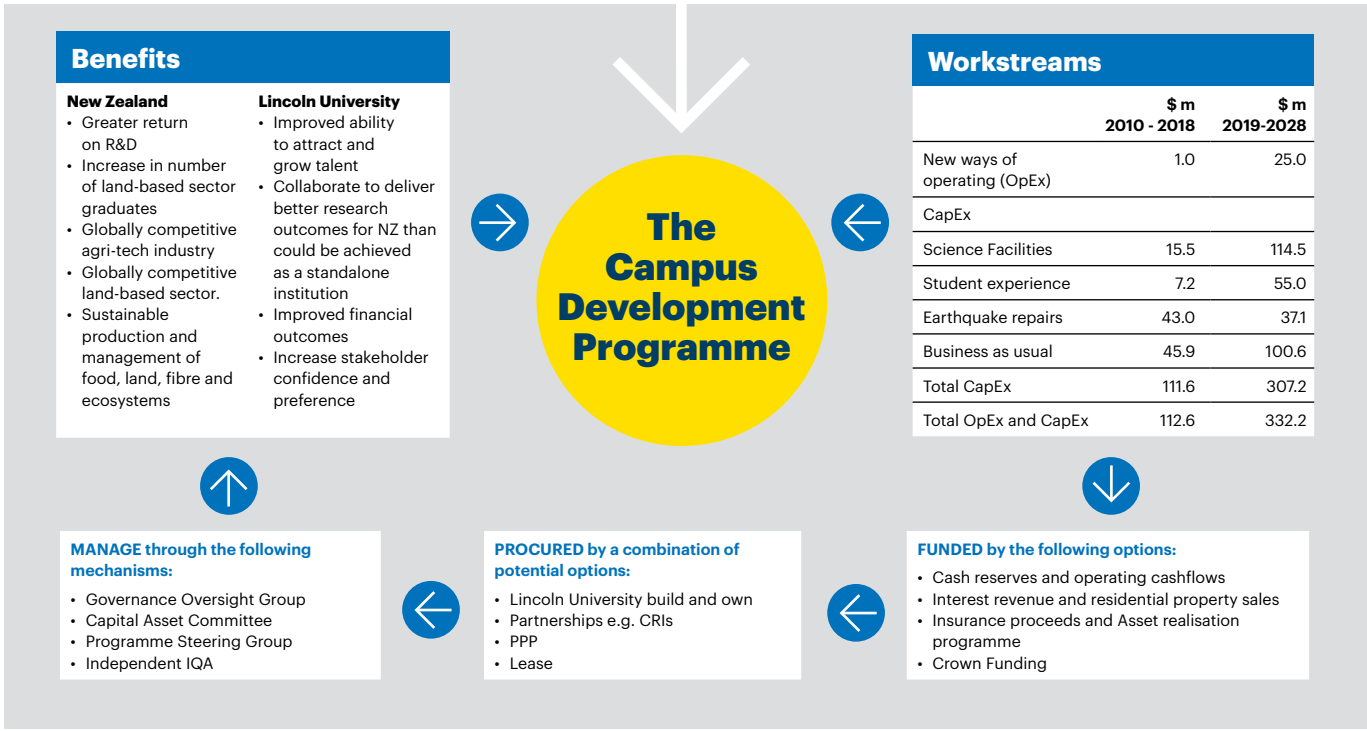 Benefits
New Zealand
• Greater return
on R&D
• Increase in number
of land-based sector
graduates
• Globally competitive
agri-tech industry
• Globally competitive
land-based sector.
• Sustainable
production and
management of
food, land, fibre and
ecosystems
Lincoln University
• Improved ability
to attract and
grow talent
• Collaborate to deliver
better research
outcomes for NZ than
could be achieved
as a standalone
institution
• Improved financial
outcomes
• Increase stakeholder
confidence and
preference
The
Campus
Development
Programme
Workstreams
$ m $ m
2010 - 2018 2019-2028
New ways of
operating (OpEx) 1.0 25.0
CapEx
Science Facilities 15.5 114.5
Student experience 7.2 55.0
Earthquake repairs 43.0 37.1
Business as usual 45.9 100.6
Total CapEx 111.6 307.2
Total OpEx and CapEx 112.6 332.2
FUNDED by the following options:
• Cash reserves and operating cashflows
• Interest revenue and residential property sales
• Insurance proceeds and Asset realisation
programme
• Crown Funding
PROCURED by a combination of
potential options:
• Lincoln University build and own
• Partnerships e.g. CRIs
• PPP
• Lease
MANAGE through the following
mechanisms:
• Governance Oversight Group
• Capital Asset Committee
• Programme Steering Group
• Independent IQA